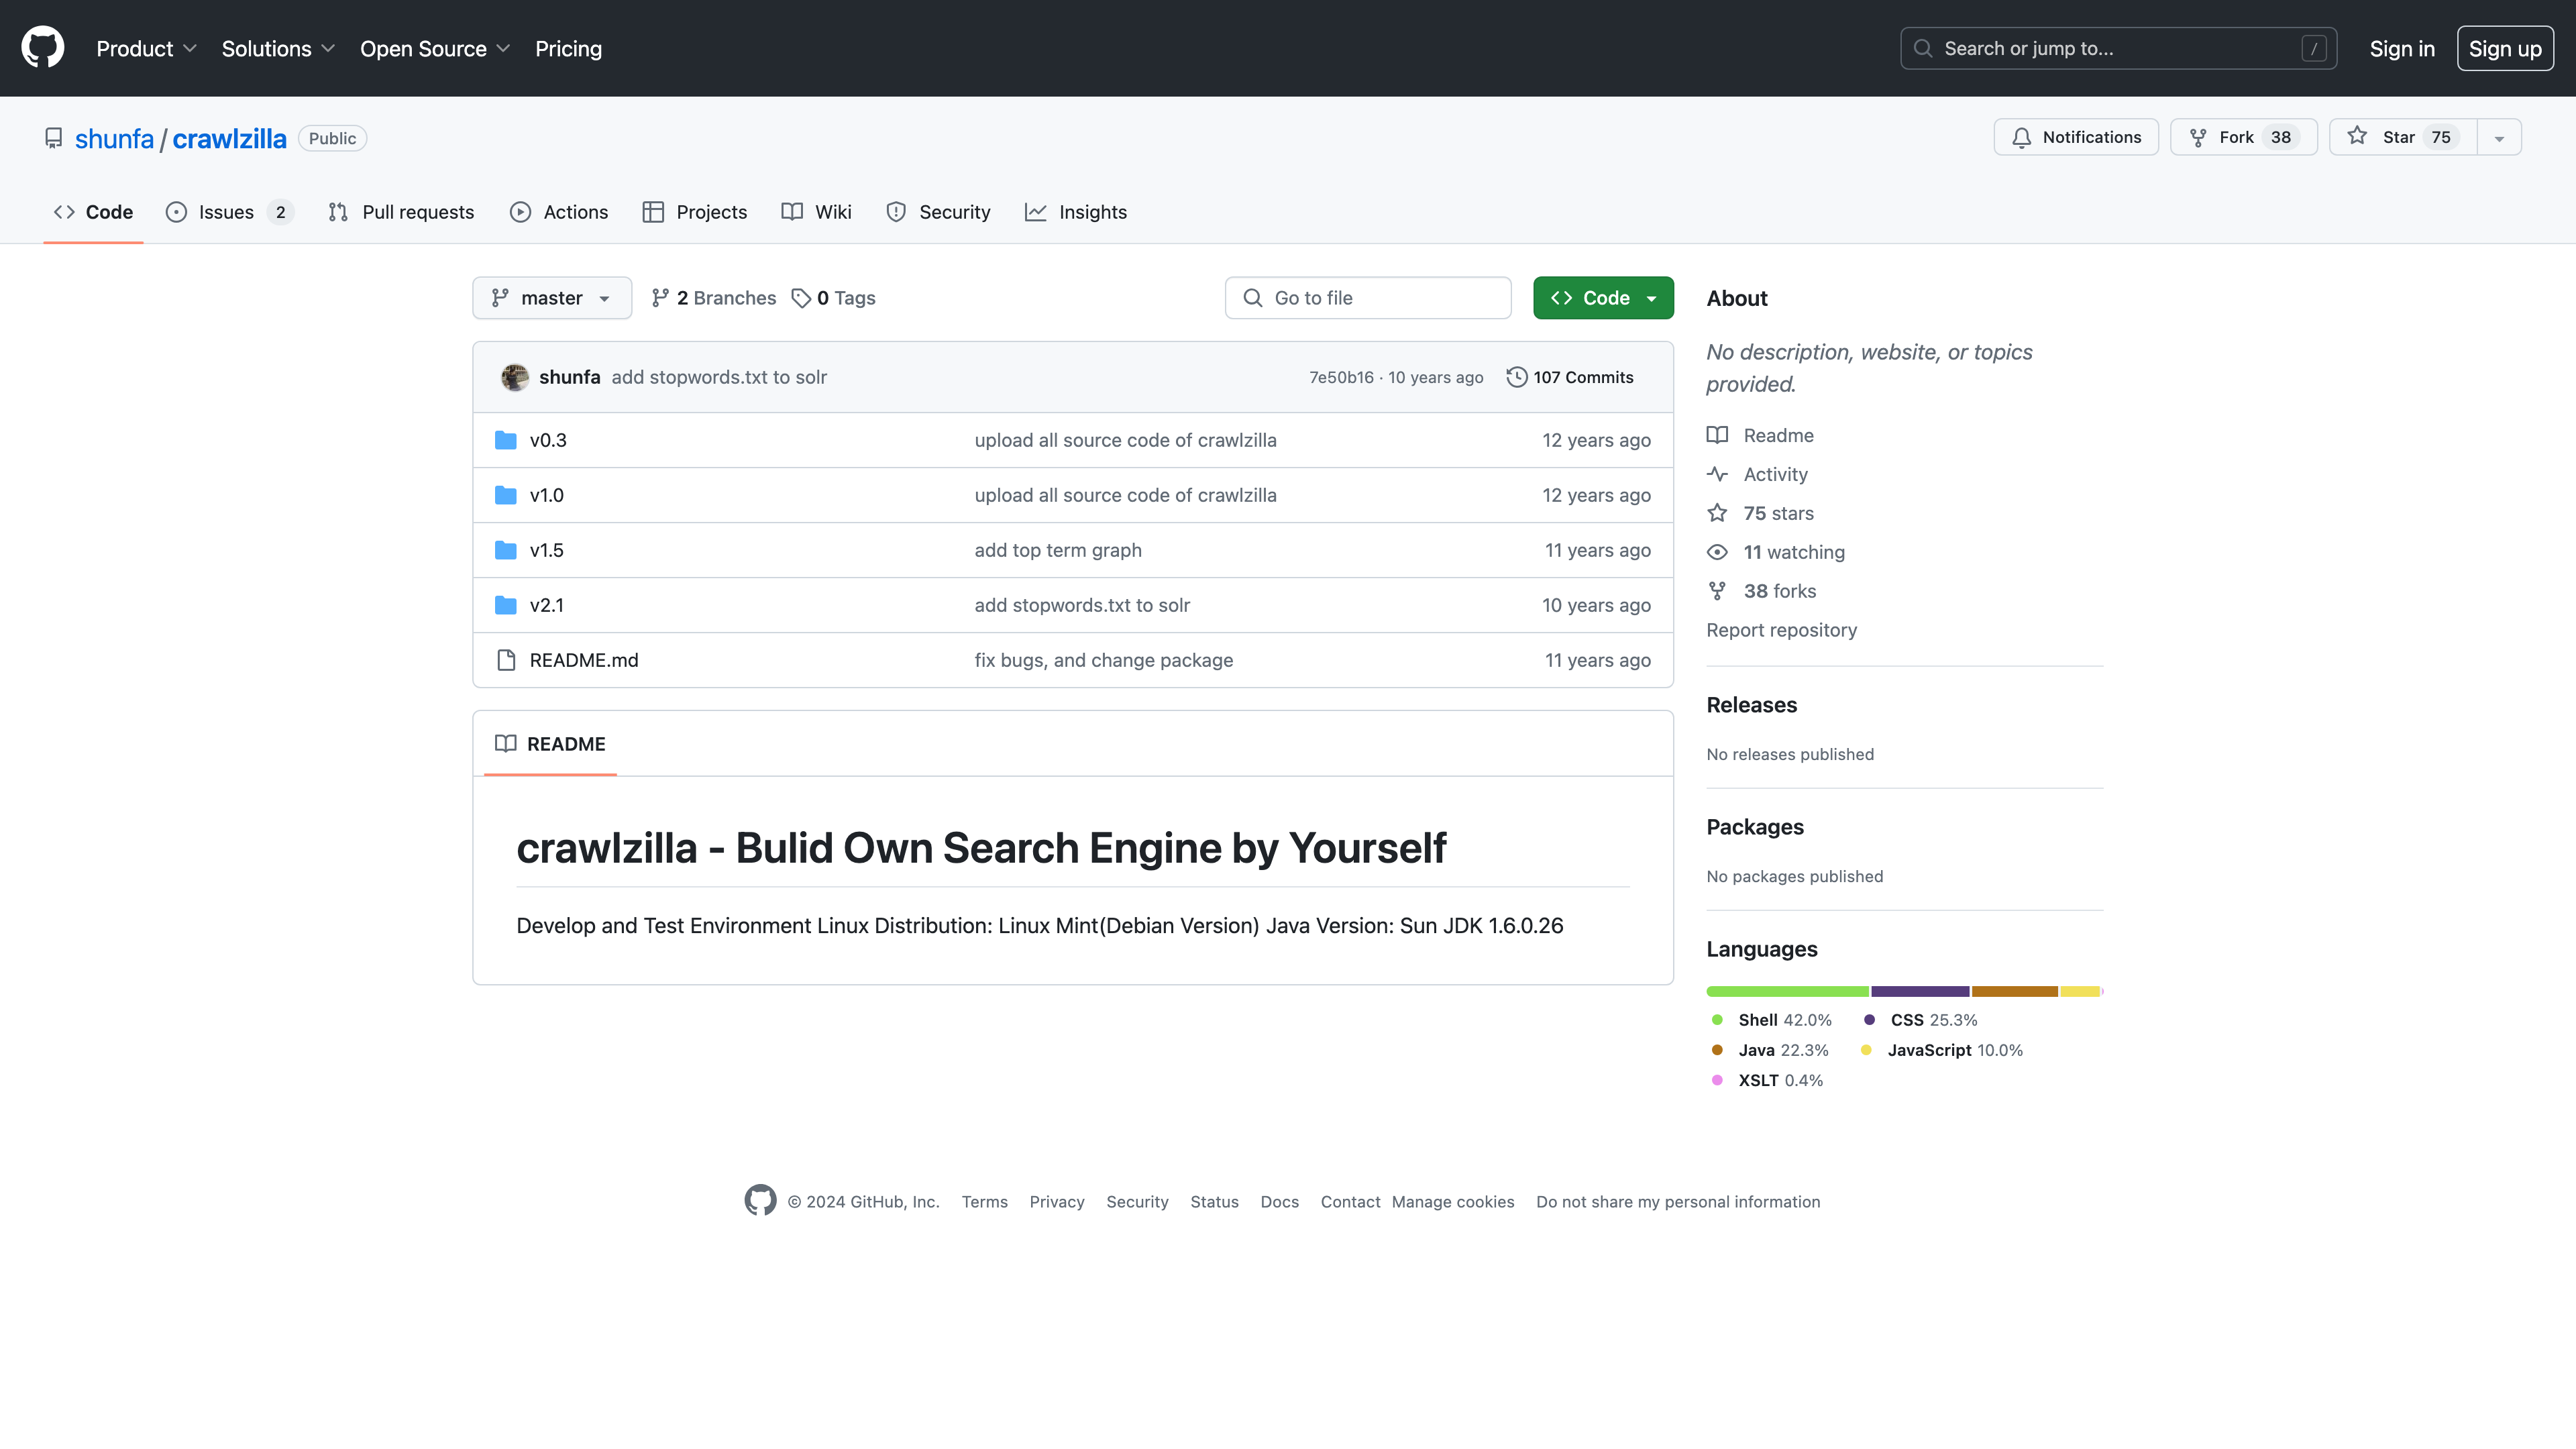 Product Solutions Open Source Pricing Search or jump to... / Sign in Sign up
shunfa / crawlzilla Public Notifications Fork 38 Star 75
Code Issues 2 Pull requests Actions Projects Wiki Security Insights
master 2 Branches 0 Tags Go to file Code
shunfa add stopwords.txt to solr 7e50b16 · 10 years ago 107 Commits
v0.3 upload all source code of crawlzilla 12 years ago
v1.0 upload all source code of crawlzilla 12 years ago
v1.5 add top term graph 11 years ago
v2.1 add stopwords.txt to solr 10 years ago
README.md fix bugs, and change package 11 years ago
README
crawlzilla - Bulid Own Search Engine by Yourself
Develop and Test Environment Linux Distribution: Linux Mint(Debian Version) Java Version: Sun JDK 1.6.0.26
About
No description, website, or topics
provided.
Readme
Activity
75 stars
11 watching
38 forks
Report repository
Releases
No releases published
Packages
No packages published
Languages
Shell 42.0% CSS 25.3%
Java 22.3% JavaScript 10.0%
XSLT 0.4%
© 2024 GitHub, Inc. Terms Privacy Security Status Docs Contact Manage cookies Do not share my personal information